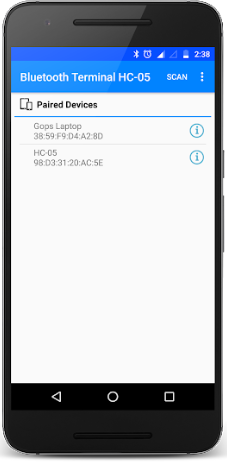 2:38
Bluetooth Terminal HC-05 SCAN
Paired Devices
Gops Laptop
38:59:F9:D4:A2:8D
HC-05
98:D3:31:20:AC:5E